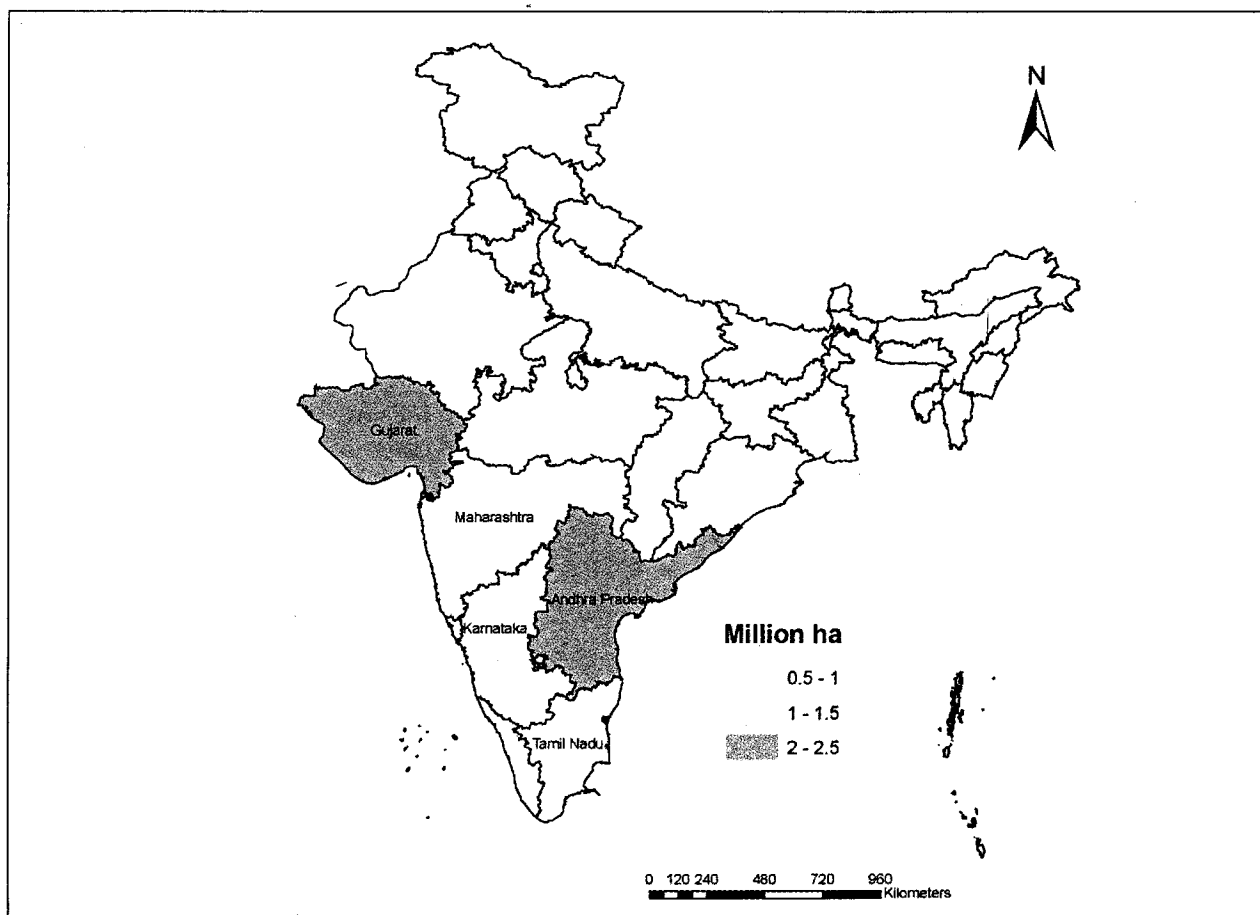 N
Gujarat
Maharashtra
Andhra Pradesh
Karnataka
Tamil Nadu
Million ha
0.5 - 1
1 - 1.5
2 - 2.5
0 120 240 480 720 960
Kilometers